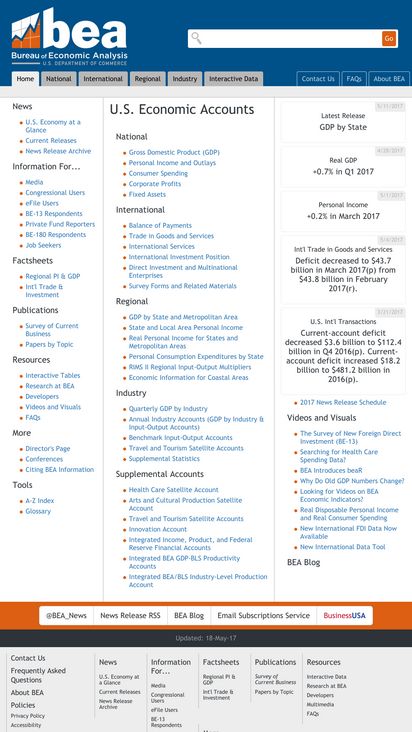 bea
Bureau of Economic Analysis
U.S. DEPARTMENT OF COMMERCE
Go
Home
National
International
Regional
Industry
Interactive Data
Contact Us
FAQs
About BEA
News
U.S. Economy at a
Glance
Current Releases
News Release Archive
Information For...
Media
Congressional Users
eFile Users
BE-13 Respondents
Private Fund Reporters
BE-180 Respondents
Job Seekers
Factsheets
Regional PI & GDP
Int'l Trade &
Investment
Publications
Survey of Current
Business
Papers by Topic
Resources
Interactive Tables
Research at BEA
Developers
Videos and Visuals
FAQs
More
Director's Page
Conferences
Citing BEA Information
Tools
A-Z Index
Glossary
U.S. Economic Accounts
National
Gross Domestic Product (GDP)
Personal Income and Outlays
Consumer Spending
Corporate Profits
Fixed Assets
International
Balance of Payments
Trade in Goods and Services
International Services
International Investment Position
Direct Investment and Multinational
Enterprises
Survey Forms and Related Materials
Regional
GDP by State and Metropolitan Area
State and Local Area Personal Income
Real Personal Income for States and
Metropolitan Areas
Personal Consumption Expenditures by State
RIMS II Regional Input-Output Multipliers
Economic Information for Coastal Areas
Industry
Quarterly GDP by Industry
Annual Industry Accounts (GDP by Industry &
Input-Output Accounts)
Benchmark Input-Output Accounts
Travel and Tourism Satellite Accounts
Supplemental Statistics
Supplemental Accounts
Health Care Satellite Account
Arts and Cultural Production Satellite
Account
Travel and Tourism Satellite Accounts
Innovation Account
Integrated Income, Product, and Federal
Reserve Financial Accounts
Integrated BEA GDP-BLS Productivity
Accounts
Integrated BEA/BLS Industry-Level Production
Account
5/11/2017
Latest Release
GDP by State
4/28/2017
Real GDP
+0.7% in Q1 2017
5/1/2017
Personal Income
+0.2% in March 2017
5/4/2017
Int'l Trade in Goods and Services
Deficit decreased to $43.7
billion in March 2017(p) from
$43.8 billion in February
2017(r).
3/21/2017
U.S. Int'l Transactions
Current-account deficit
decreased $3.6 billion to $112.4
billion in Q4 2016(p). Current-
account deficit increased $18.2
billion to $481.2 billion in
2016(p).
2017 News Release Schedule
Videos and Visuals
The Survey of New Foreign Direct
Investment (BE-13)
Searching for Health Care
Spending Data?
BEA Introduces beaR
Why Do Old GDP Numbers Change?
Looking for Videos on BEA
Economic Indicators?
Real Disposable Personal Income
and Real Consumer Spending
New International FDI Data Now
Available
New International Data Tool
BEA Blog
@BEA_News
News Release RSS
BEA Blog
Email Subscriptions Service
BusinessUSA
Updated: 18-May-17
Contact Us
Frequently Asked
Questions
About BEA
Policies
Privacy Policy
Accessibility
News
U.S. Economy at
a Glance
Current Releases
News Release
Archive
Information
For...
Media
Congressional
Users
eFile Users
BE-13
Respondents
Factsheets
Regional PI &
GDP
Int'l Trade &
Investment
Publications
Survey of
Current Business
Papers by Topic
Resources
Interactive Data
Research at BEA
Developers
Multimedia
FAQs